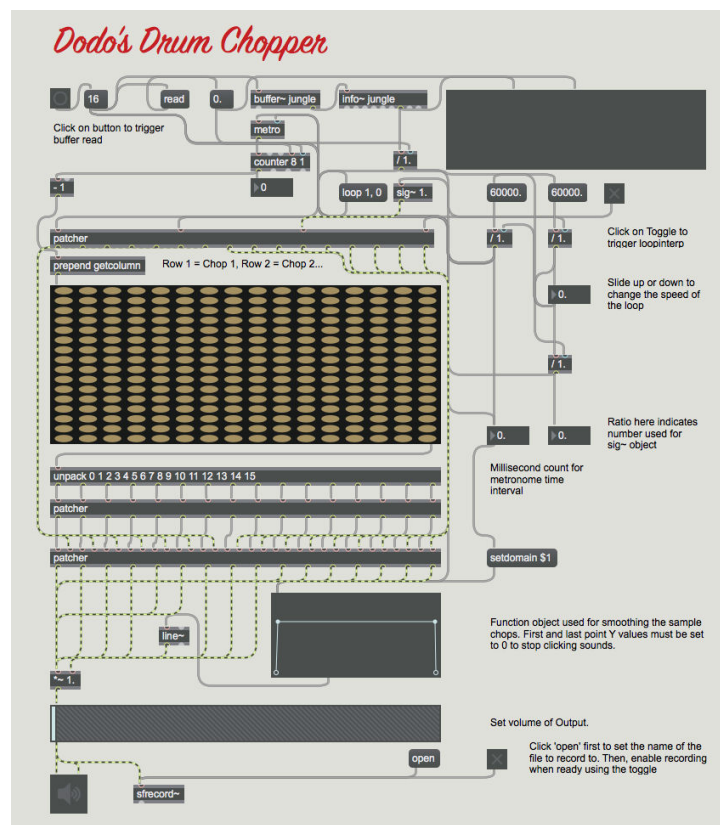 Dodo's Drum Chopper
16
read
0.
buffer~ jungle
info~ jungle
Click on button to trigger
buffer read
metro
counter 8 1
/ 1.
- 1
0
loop 1, 0
sig~ 1.
60000.
60000.
patcher
/ 1.
/ 1.
Click on Toggle to
trigger loopinterp
prepend getcolumn
Row 1 = Chop 1, Row 2 = Chop 2...
0.
Slide up or down to
change the speed of
the loop
/ 1.
0.
0.
Ratio here indicates
number used for
sig~ object
Millisecond count for
metronome time
interval
unpack 0 1 2 3 4 5 6 7 8 9 10 11 12 13 14 15
patcher
patcher
setdomain $1
line~
Function object used for smoothing the sample
chops. First and last point Y values must be set
to 0 to stop clicking sounds.
*~ 1.
Set volume of Output.
open
Click 'open' first to set the name of the
file to record to. Then, enable recording
when ready using the toggle
sfrecord~